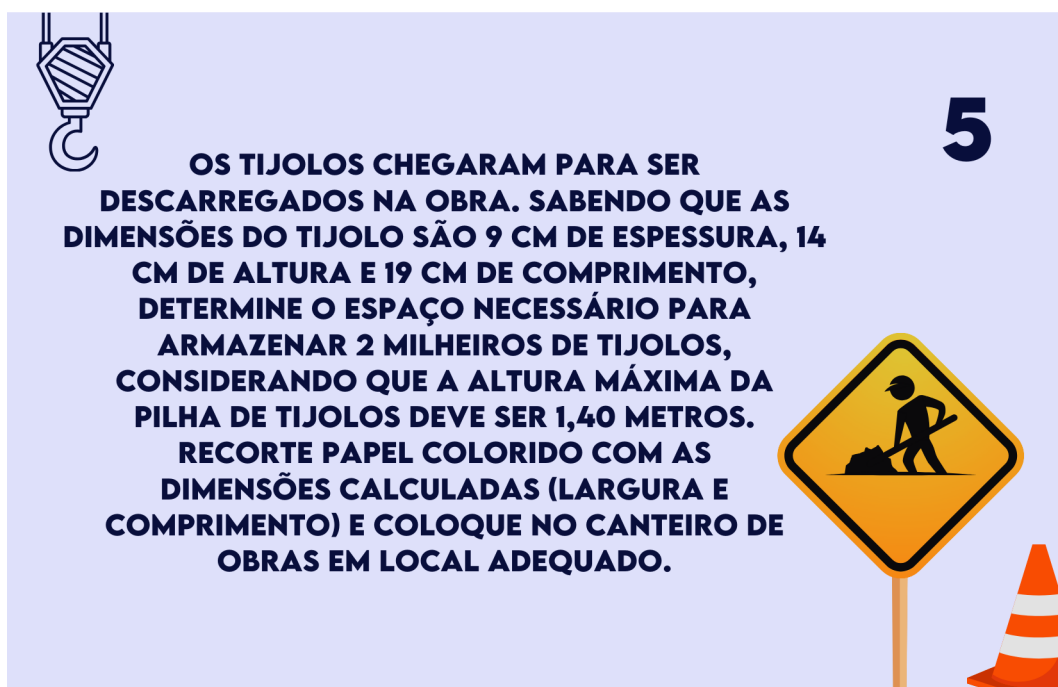 5
OS TIJOLOS CHEGARAM PARA SER
DESCARREGADOS NA OBRA. SABENDO QUE AS
DIMENSÕES DO TIJOLO SÃO 9 CM DE ESPESSURA, 14
CM DE ALTURA E 19 CM DE COMPRIMENTO,
DETERMINE O ESPAÇO NECESSÁRIO PARA
ARMAZENAR 2 MILHEIROS DE TIJOLOS,
CONSIDERANDO QUE A ALTURA MÁXIMA DA
PILHA DE TIJOLOS DEVE SER 1,40 METROS.
RECORTE PAPEL COLORIDO COM AS
DIMENSÕES CALCULADAS (LARGURA E
COMPRIMENTO) E COLOQUE NO CANTEIRO DE
OBRAS EM LOCAL ADEQUADO.